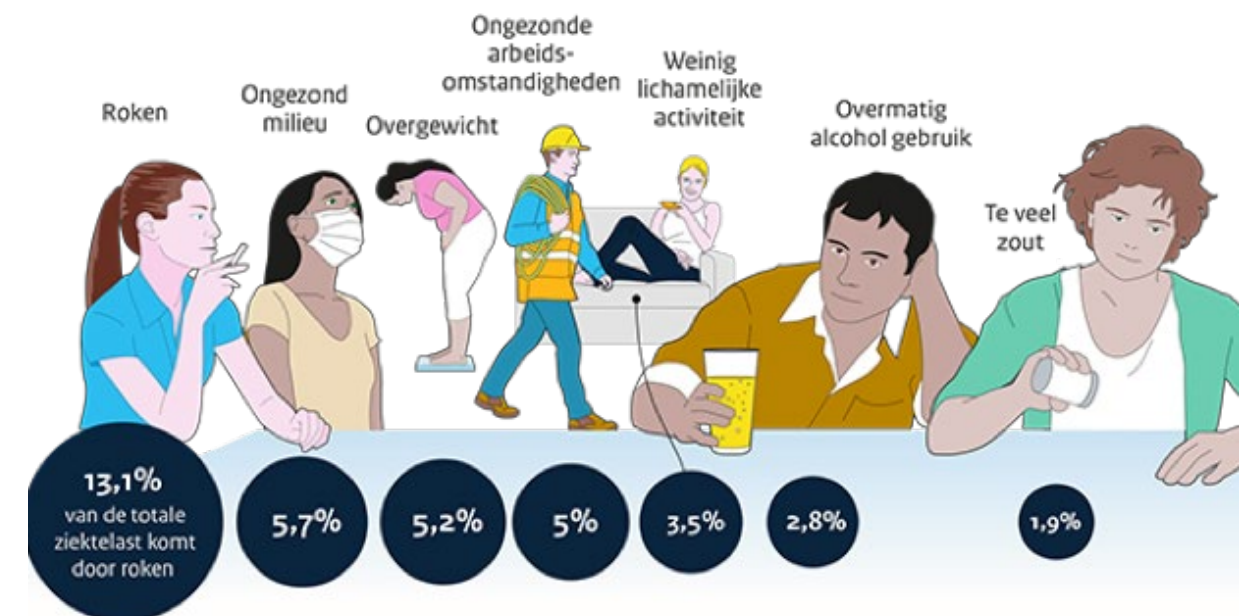 Roken
Ongezond
milieu
Overgewicht
Ongezonde
arbeids-
omstandigheden
Weinig
lichamelijke
activiteit
Overmatig
alcohol gebruik
Te veel
zout
13,1%
van de totale
ziektelast komt
door roken
5,7%
5,2%
5%
3,5%
2,8%
1,9%